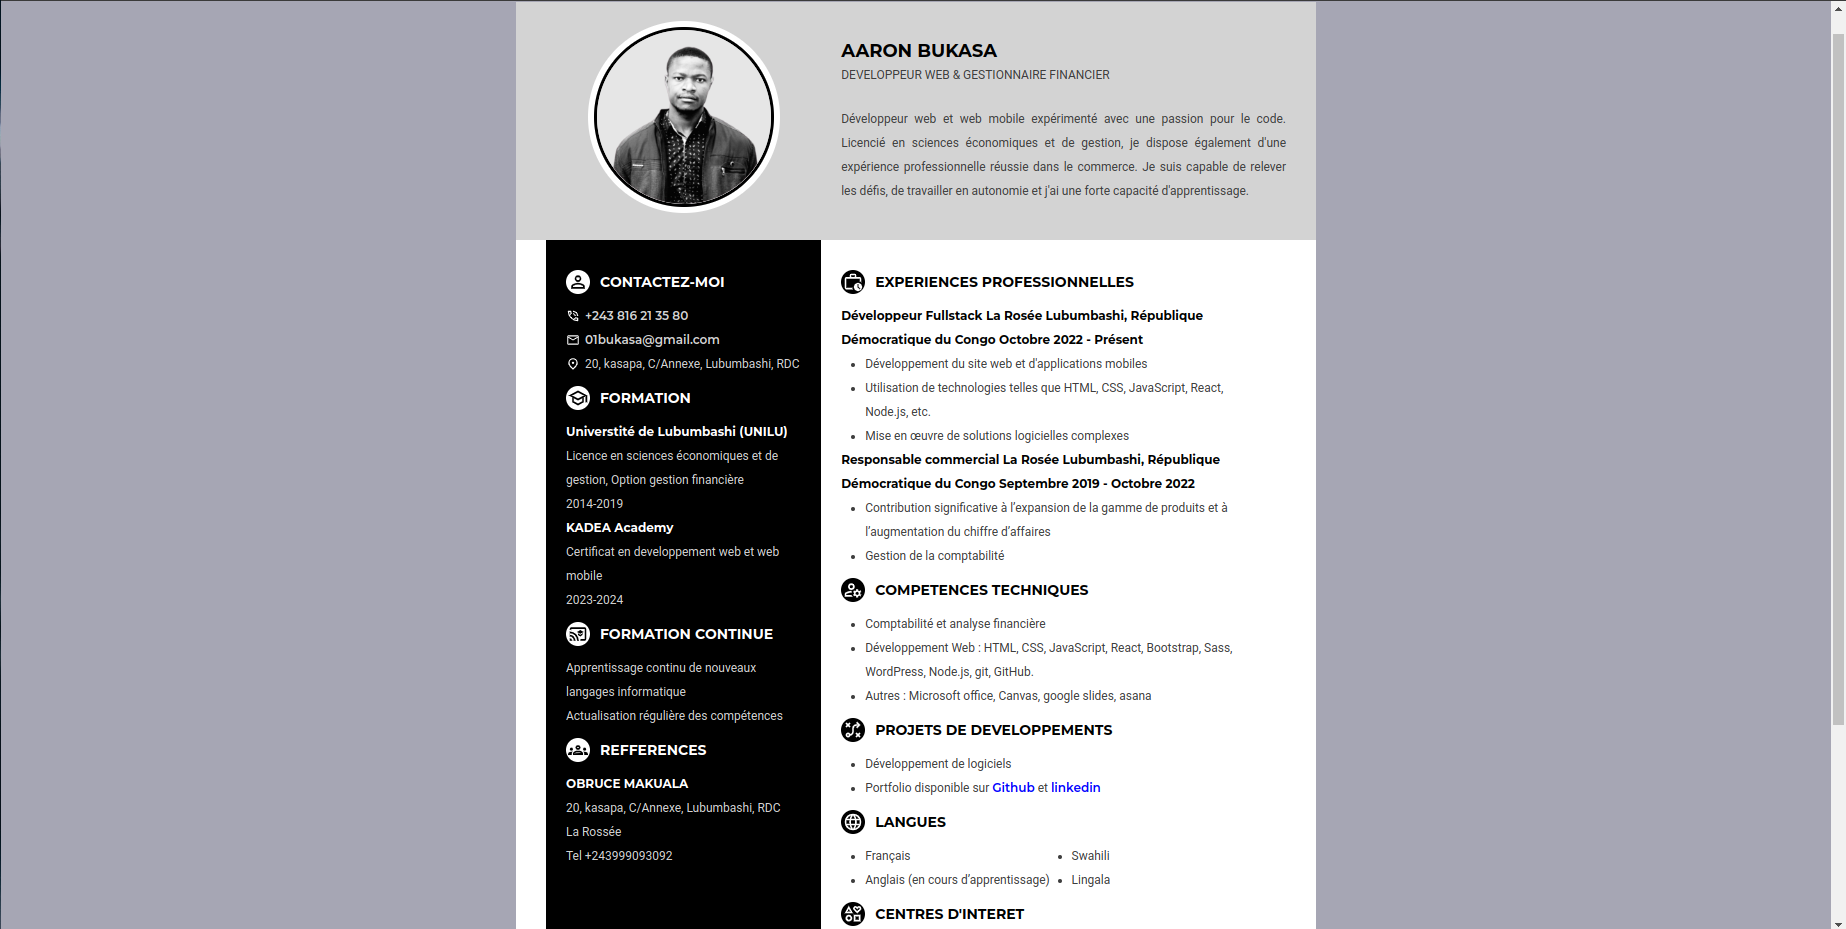 AARON BUKASA
DEVELOPPEUR WEB & GESTIONNAIRE FINANCIER
Développeur web et web mobile expérimenté avec une passion pour le code.
Licencié en sciences économiques et de gestion, je dispose également d'une
expérience professionnelle réussie dans le commerce. Je suis capable de relever
les défis, de travailler en autonomie et j'ai une forte capacité d'apprentissage.
CONTACTEZ-MOI
+243 816 21 35 80
01bukasa@gmail.com
20, kasapa, C/Annexe, Lubumbashi, RDC
FORMATION
Universtité de Lubumbashi (UNILU)
Licence en sciences économiques et de
gestion, Option gestion financière
2014-2019
KADEA Academy
Certificat en developpement web et web
mobile
2023-2024
FORMATION CONTINUE
Apprentissage continu de nouveaux
langages informatique
Actualisation régulière des compétences
REFFERENCES
OBRUCE MAKUALA
20, kasapa, C/Annexe, Lubumbashi, RDC
La Rossée
Tel +243999093092
EXPERIENCES PROFESSIONNELLES
Développeur Fullstack La Rosée Lubumbashi, République
Démocratique du Congo Octobre 2022 - Présent
• Développement du site web et d'applications mobiles
• Utilisation de technologies telles que HTML, CSS, JavaScript, React,
Node.js, etc.
• Mise en œuvre de solutions logicielles complexes
Responsable commercial La Rosée Lubumbashi, République
Démocratique du Congo Septembre 2019 - Octobre 2022
• Contribution significative à l’expansion de la gamme de produits et à
l’augmentation du chiffre d’affaires
• Gestion de la comptabilité
COMPETENCES TECHNIQUES
• Comptabilité et analyse financière
• Développement Web : HTML, CSS, JavaScript, React, Bootstrap, Sass,
WordPress, Node.js, git, GitHub.
• Autres : Microsoft office, Canvas, google slides, asana
PROJETS DE DEVELOPPEMENTS
• Développement de logiciels
• Portfolio disponible sur Github et linkedin
LANGUES
• Français
• Anglais (en cours d’apprentissage)
• Swahili
• Lingala
CENTRES D'INTERET